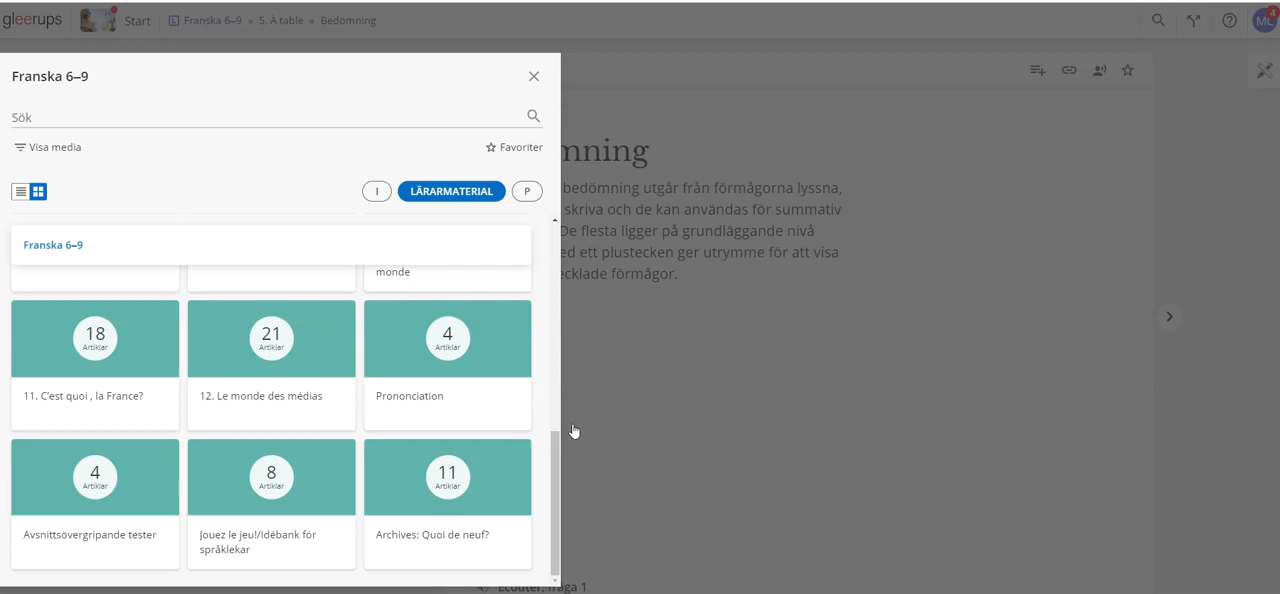 gleerups
Start
Franska 6–9 » 5. À table » Bedömning
ML
4
Franska 6–9
Sök
Visa media
Favoriter
I
LÄRARMATERIAL
P
Franska 6–9
monde
18
Artiklar
11. C'est quoi , la France?
21
Artiklar
12. Le monde des médias
4
Artiklar
Prononciation
4
Artiklar
Avsnittsövergripande tester
8
Artiklar
Jouez le jeu!/Idébank för
språklekar
11
Artiklar
Archives: Quoi de neuf?
mning
bedömning utgår från förmågorna lyssna,
skriva och de kan användas för summativ
De flesta ligger på grundläggande nivå
ed ett plustecken ger utrymme för att visa
ecklade förmågor.
Écouter, fråga 1